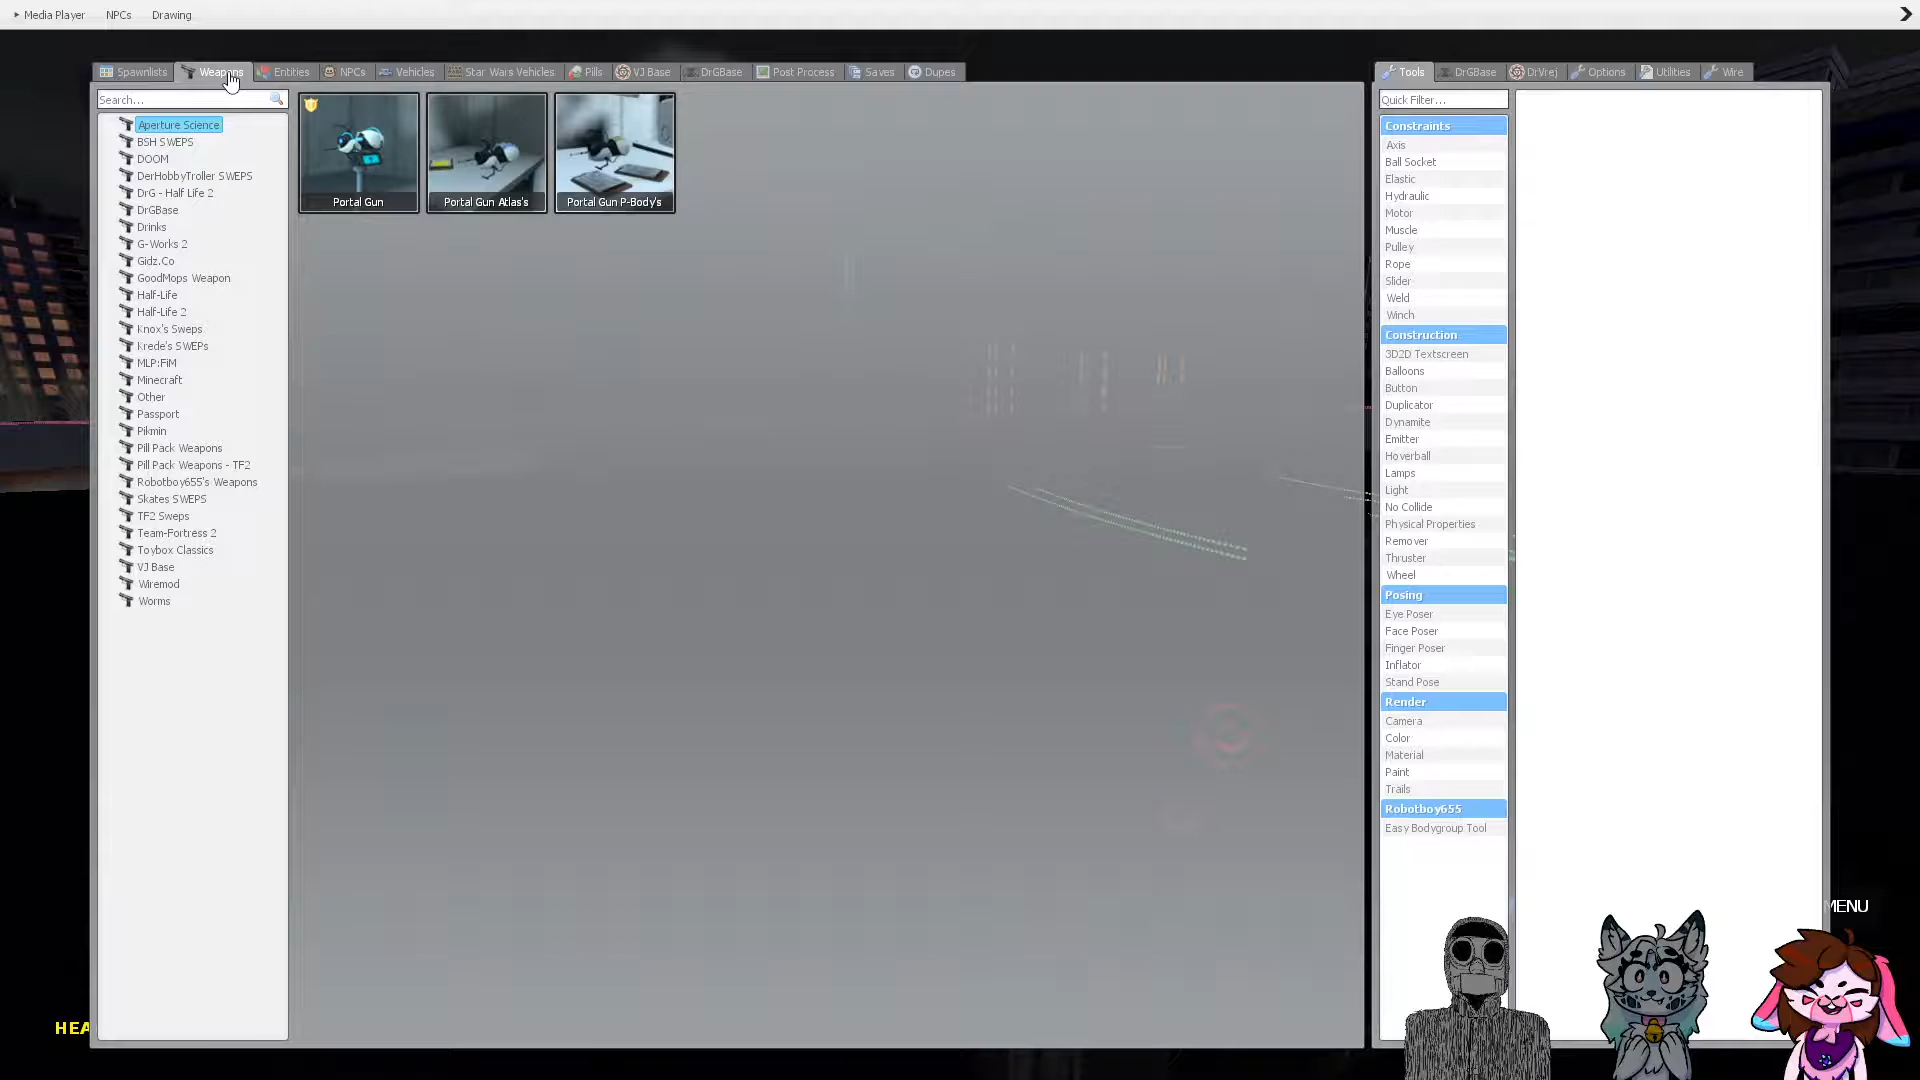 Media Player NPCs Drawing
Spawnlists Weapons Entities NPCs Vehicles Star Wars Vehicles Pills VJ Base DrGBase Post Process Saves Dupes
Search...
Aperture Science
BSH SWEPS
DOOM
DerHobbyTroller SWEPS
DrG - Half Life 2
DrGBase
Drinks
G-Works 2
Gidz.Co
GoodMops Weapon
Half-Life
Half-Life 2
Knox's Sweps
Krede's SWEPs
MLP:FiM
Minecraft
Other
Passport
Pikmin
Pill Pack Weapons
Pill Pack Weapons - TF2
Robotboy655's Weapons
Skates SWEPS
TF2 Sweps
Team-Fortress 2
Toybox Classics
VJ Base
Wiremod
Worms
Portal Gun
Portal Gun Atlas's
Portal Gun P-Body's
Tools DrGBase DrVrej Options Utilities Wire
Quick Filter...
Constraints
Axis
Ball Socket
Elastic
Hydraulic
Motor
Muscle
Pulley
Rope
Slider
Weld
Winch
Construction
3D2D Textscreen
Balloons
Button
Duplicator
Dynamite
Emitter
Hoverball
Lamps
Light
No Collide
Physical Properties
Remover
Thruster
Wheel
Posing
Eye Poser
Face Poser
Finger Poser
Inflator
Stand Pose
Render
Camera
Color
Material
Paint
Trails
Robotboy655
Easy Bodygroup Tool
MENU
HEA